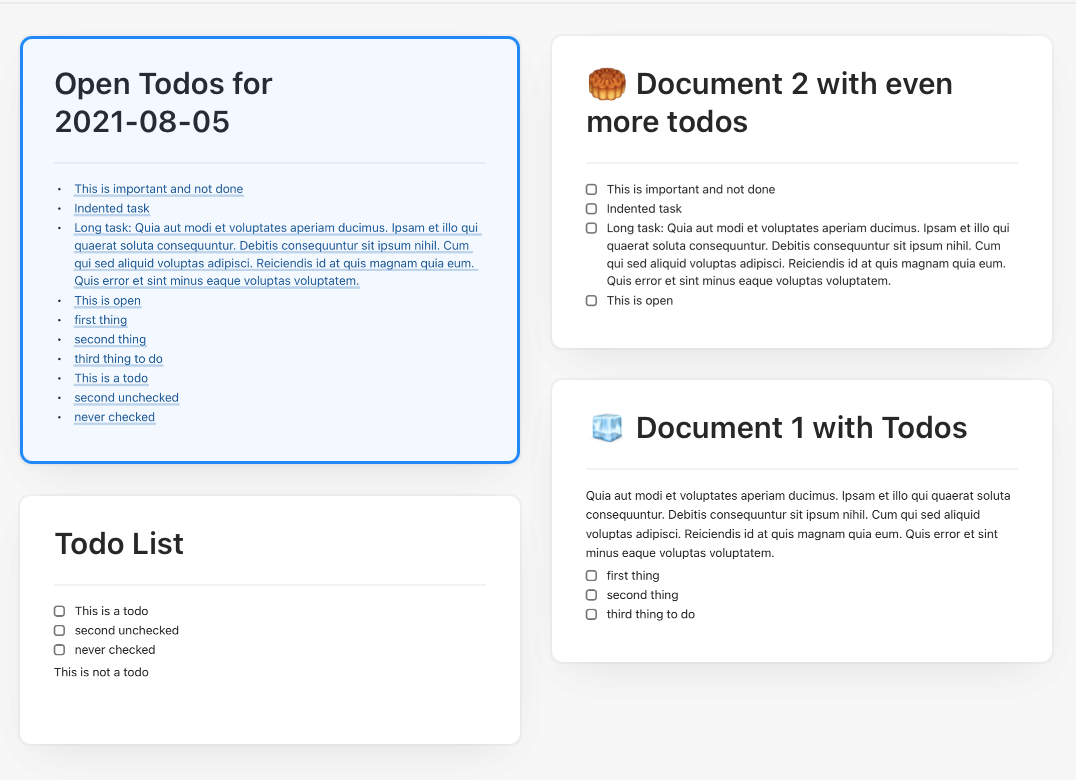 Open Todos for
2021-08-05
This is important and not done
Indented task
Long task: Quia aut modi et voluptates aperiam ducimus. Ipsam et illo qui
quaerat soluta consequuntur. Debitis consequuntur sit ipsum nihil. Cum
qui sed aliquid voluptas adipisci. Reiciendis id at quis magnam quia eum.
Quis error et sint minus eaque voluptas voluptatem.
This is open
first thing
second thing
third thing to do
This is a todo
second unchecked
never checked
Todo List
This is a todo
second unchecked
never checked
This is not a todo
Document 2 with even
more todos
This is important and not done
Indented task
Long task: Quia aut modi et voluptates aperiam ducimus. Ipsam et illo qui
quaerat soluta consequuntur. Debitis consequuntur sit ipsum nihil. Cum
qui sed aliquid voluptas adipisci. Reiciendis id at quis magnam quia eum.
Quis error et sint minus eaque voluptas voluptatem.
This is open
Document 1 with Todos
Quia aut modi et voluptates aperiam ducimus. Ipsam et illo qui quaerat soluta
consequuntur. Debitis consequuntur sit ipsum nihil. Cum qui sed aliquid
voluptas adipisci. Reiciendis id at quis magnam quia eum. Quis error et sint
minus eaque voluptas voluptatem.
first thing
second thing
third thing to do